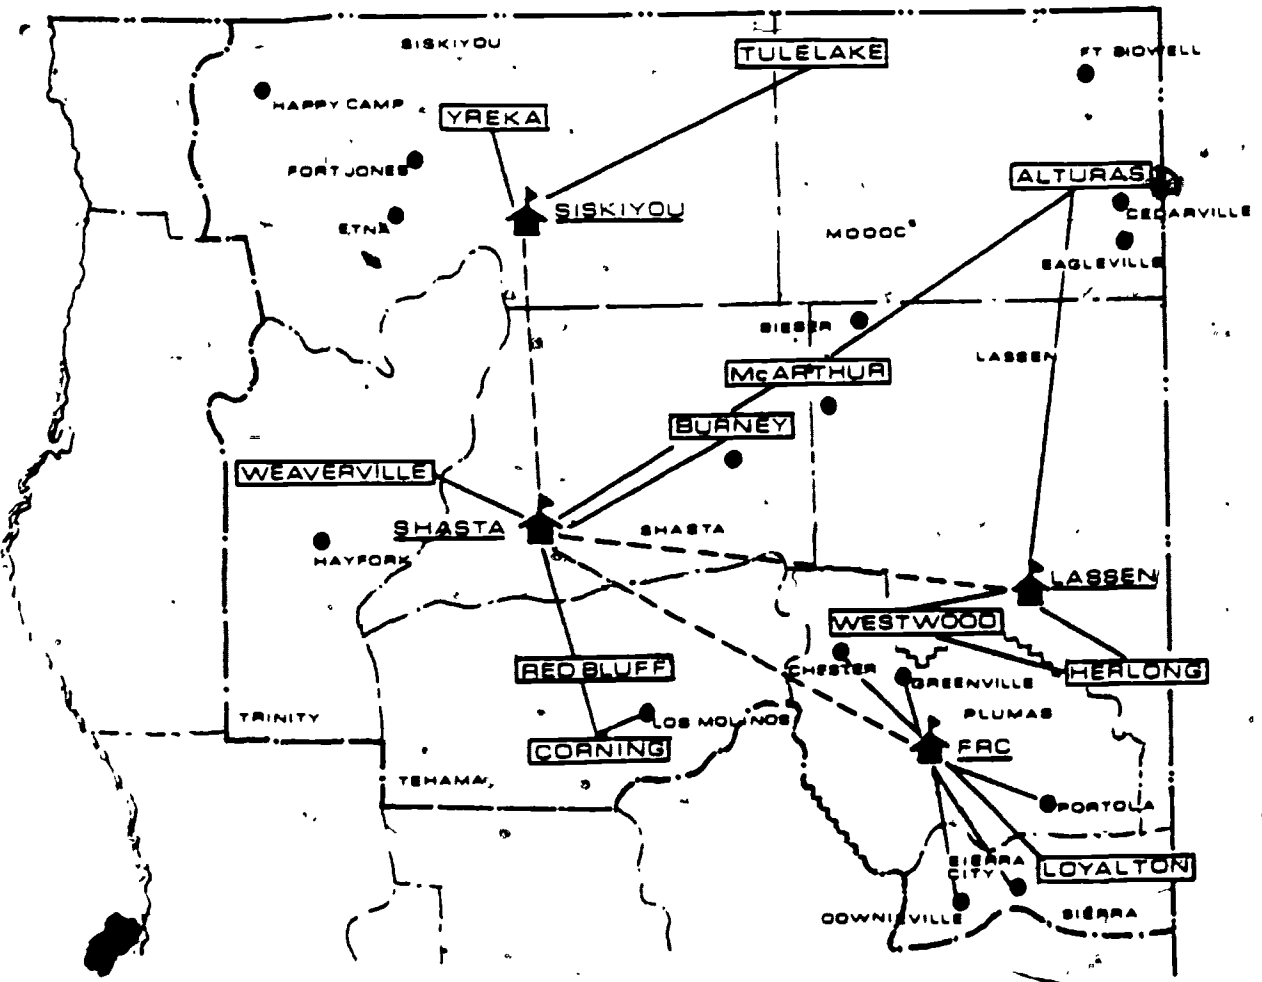 SISKIYOU
TULELAKE
FT BIDWELL
HAPPY CAMP
YREKA
FORT JONES
ALTURAS
SISKIYOU
CEDARVILLE
ETNA
MODOC
EAGLEVILLE
BIEBER
LASSEN
McARTHUR
BURNEY
WEAVERVILLE
SHASTA
SHASTA
HAYFORK
LASSEN
WESTWOOD
CHESTER
RED BLUFF
HERLONG
GREENVILLE
PLUMAS
TRINITY
LOS MOLINOS
CORNING
FRC
TEHAMA
PORTOLA
SIERRA
CITY
LOYALTON
DOWNIEVILLE
SIERRA